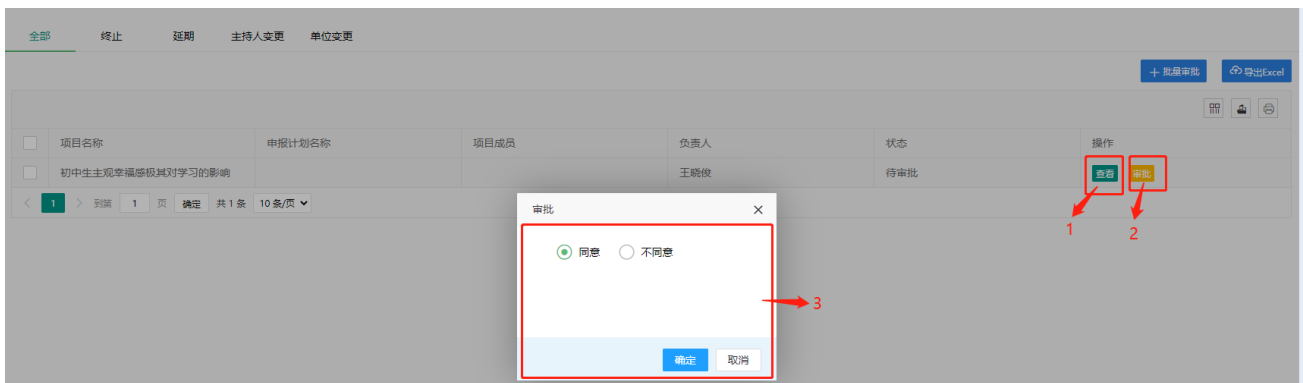 全部 终止 延期 主持人变更 单位变更
批量审批 导出Excel
项目名称 申报计划名称 项目成员 负责人 状态 操作
初中生主观幸福感极其对学习的影响 王晓俊 待审批 查看 审批
1 到第 1 页 确定 共1条 10条/页
1 2
审批
同意 不同意
3
确定 取消